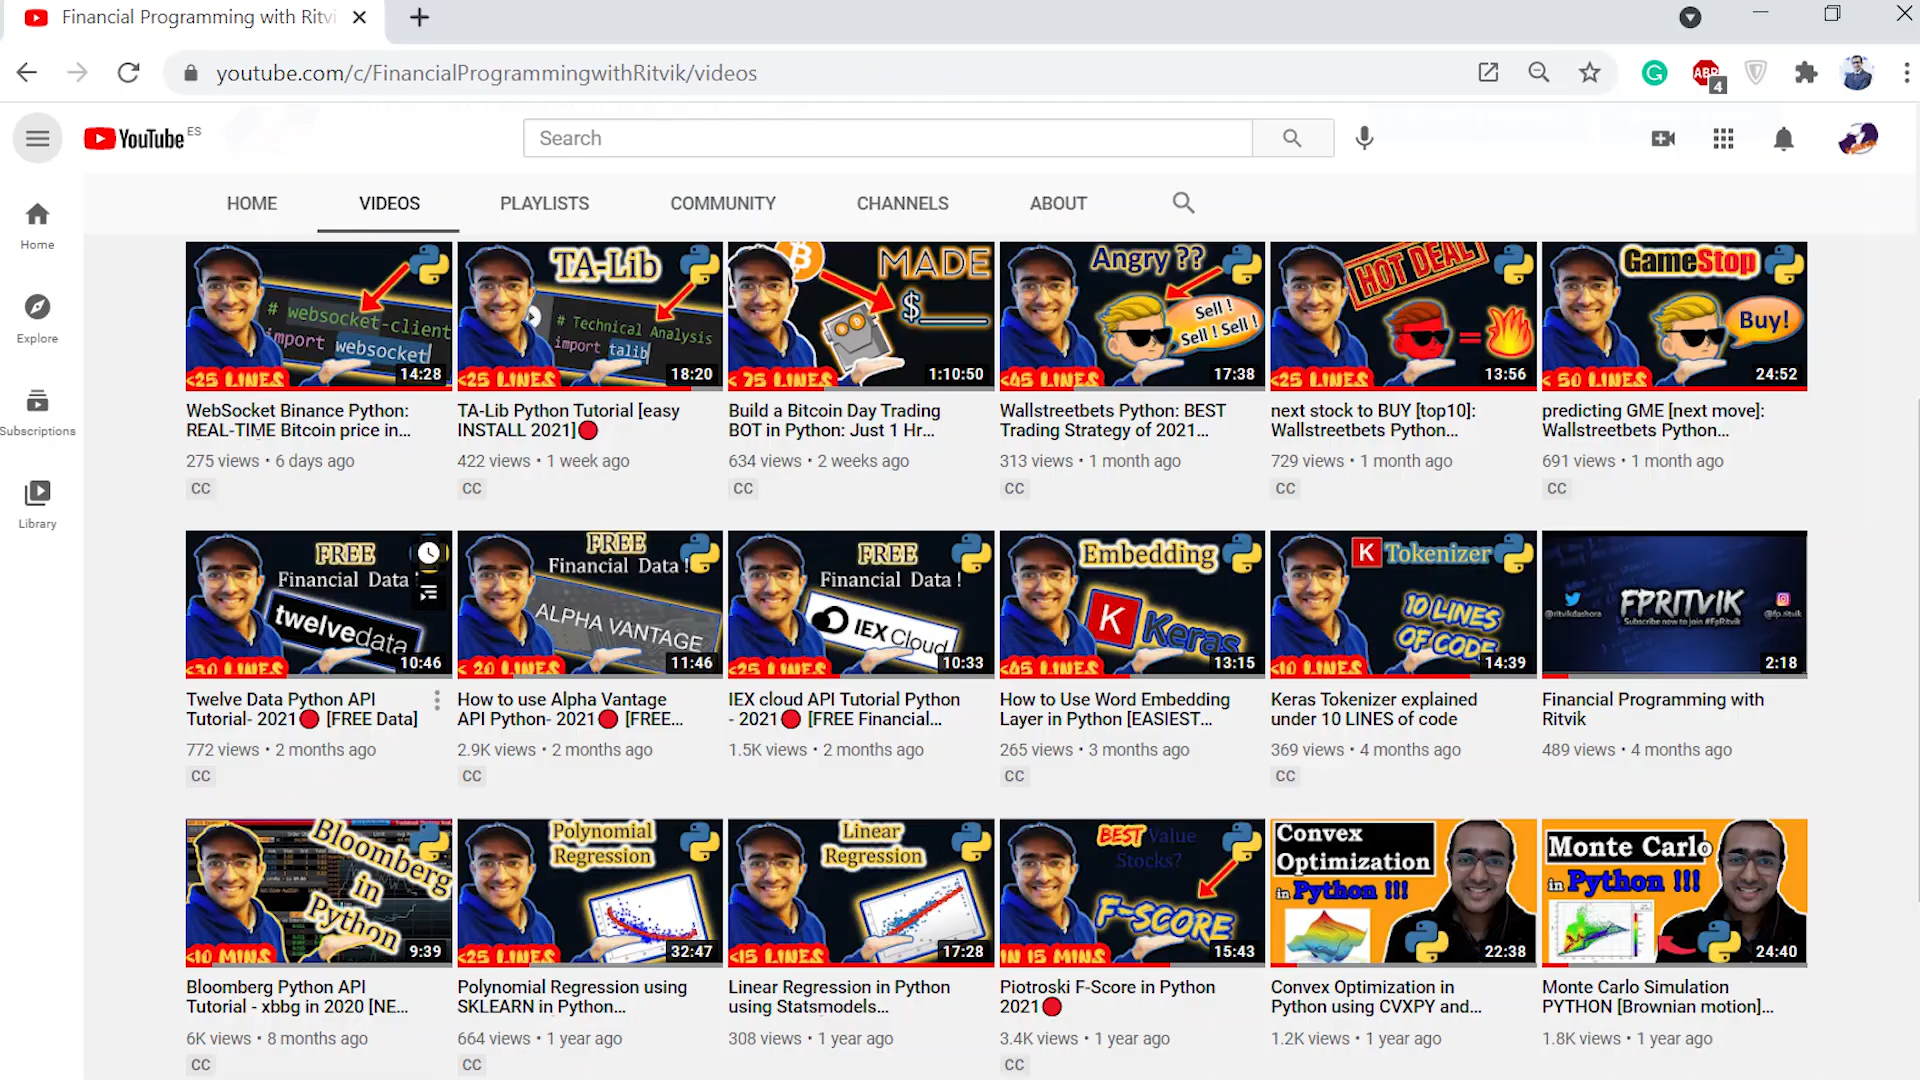 Financial Programming with Ritvi
youtube.com/c/FinancialProgrammingwithRitvik/videos
ABP
4
YouTube ES
Search
HOME
VIDEOS
PLAYLISTS
COMMUNITY
CHANNELS
ABOUT
Home
Explore
Subscriptions
Library
# websocket-client
import websocket
<25 LINES
14:28
TA-Lib
# Technical Analysis
import talib
<25 LINES
18:20
MADE
$
< 75 LINES
1:10:50
Angry ??
Sell !
Sell ! Sell !
<45 LINES
17:38
HOT DEAL
=
<25 LINES
13:56
GameStop
Buy!
< 50 LINES
24:52
WebSocket Binance Python:
REAL-TIME Bitcoin price in...
275 views • 6 days ago
CC
TA-Lib Python Tutorial [easy
INSTALL 2021]🔴
422 views • 1 week ago
CC
Build a Bitcoin Day Trading
BOT in Python: Just 1 Hr...
634 views • 2 weeks ago
CC
Wallstreetbets Python: BEST
Trading Strategy of 2021...
313 views • 1 month ago
CC
next stock to BUY [top10]:
Wallstreetbets Python...
729 views • 1 month ago
CC
predicting GME [next move]:
Wallstreetbets Python...
691 views • 1 month ago
CC
FREE
Financial Data !
twelvedata
<30 LINES
10:46
FREE
Financial Data !
ALPHA VANTAGE
< 20 LINES
11:46
FREE
Financial Data !
IEX Cloud
<25 LINES
10:33
Embedding
K Keras
<45 LINES
13:15
K Tokenizer
10 LINES
OF CODE
<10 LINES
14:39
@ritvikdashora
FPRITVIK
Subscribe now to join #FpRitvik
@fp.ritvik
2:18
Twelve Data Python API
Tutorial- 2021🔴 [FREE Data]
772 views • 2 months ago
CC
How to use Alpha Vantage
API Python- 2021🔴 [FREE...
2.9K views • 2 months ago
CC
IEX cloud API Tutorial Python
- 2021🔴 [FREE Financial...
1.5K views • 2 months ago
How to Use Word Embedding
Layer in Python [EASIEST...
265 views • 3 months ago
CC
Keras Tokenizer explained
under 10 LINES of code
369 views • 4 months ago
CC
Financial Programming with
Ritvik
489 views • 4 months ago
Bloomberg
in
Python
<10 MINS
9:39
Polynomial
Regression
<25 LINES
32:47
Linear
Regression
<15 LINES
17:28
BEST Value
Stocks?
F-SCORE
IN 15 MINS
15:43
Convex
Optimization
in Python !!!
22:38
Monte Carlo
in Python !!!
24:40
Bloomberg Python API
Tutorial - xbbg in 2020 [NE...
6K views • 8 months ago
CC
Polynomial Regression using
SKLEARN in Python...
664 views • 1 year ago
CC
Linear Regression in Python
using Statsmodels...
308 views • 1 year ago
Piotroski F-Score in Python
2021🔴
3.4K views • 1 year ago
CC
Convex Optimization in
Python using CVXPY and...
1.2K views • 1 year ago
Monte Carlo Simulation
PYTHON [Brownian motion]...
1.8K views • 1 year ago